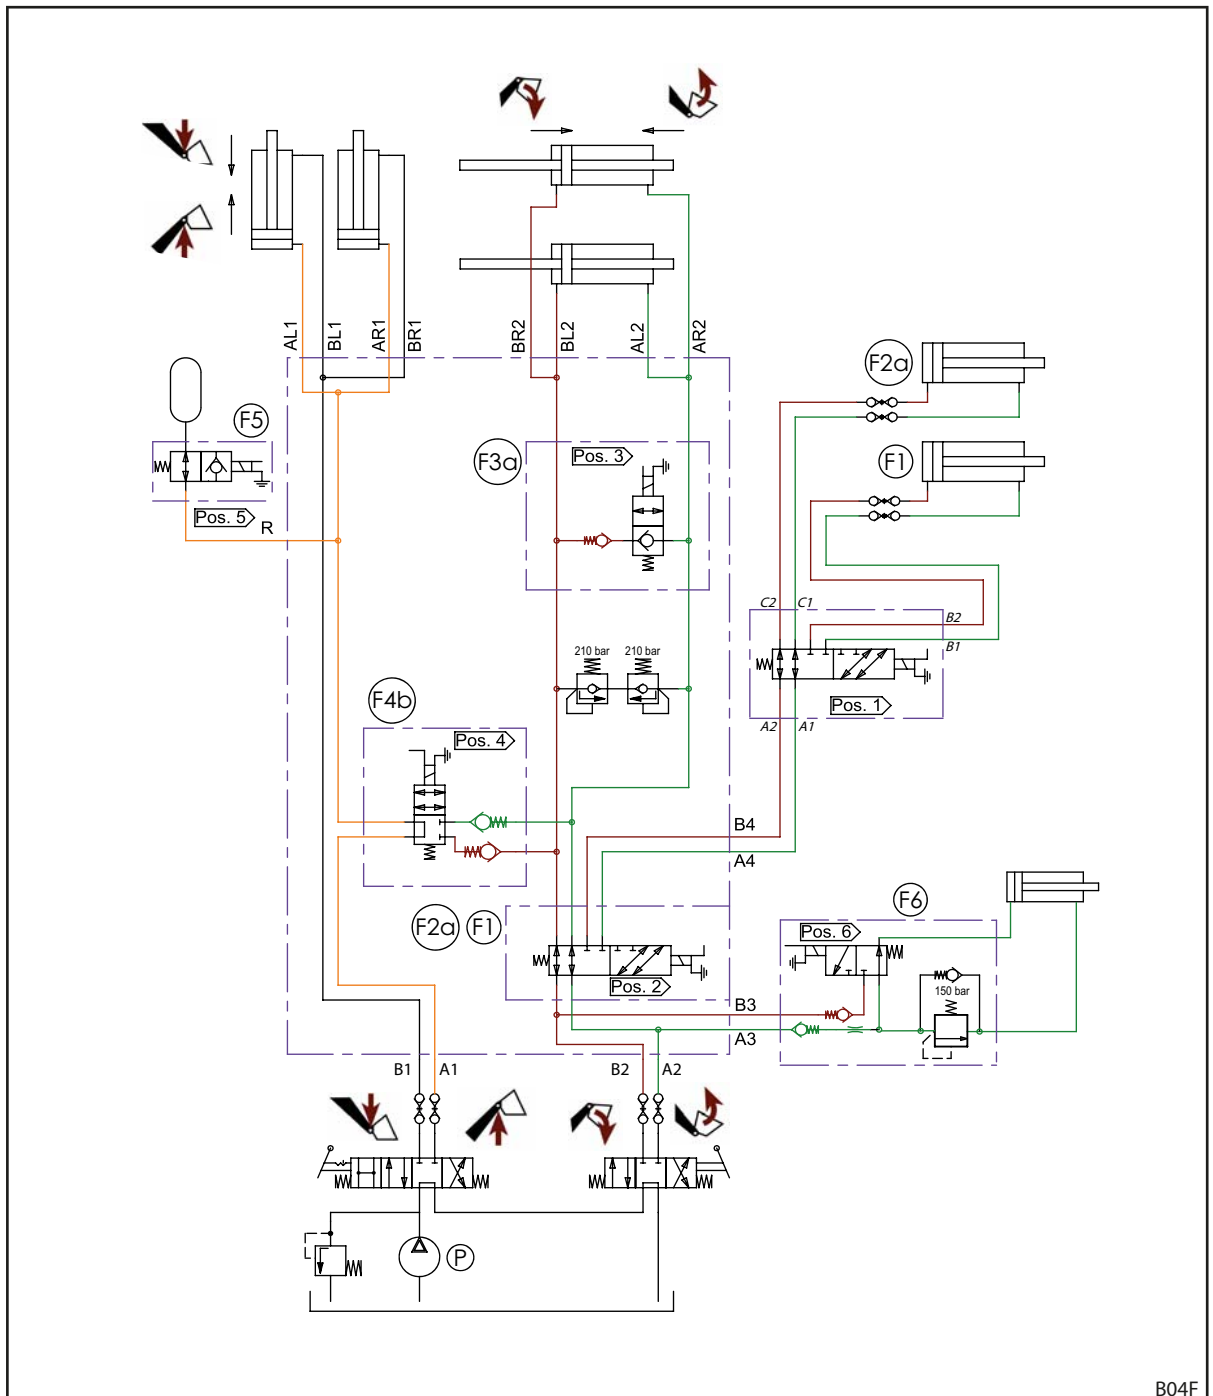 AL1
BL1
AR1
BR1
BR2
BL2
AL2
AR2
F2a
F5
F3a
Pos. 3
F1
Pos. 5
R
C2
C1
B2
B1
210 bar
210 bar
F4b
Pos. 4
Pos. 1
A2
A1
B4
A4
F2a
F1
F6
Pos. 6
Pos. 2
150 bar
B3
A3
B1
A1
B2
A2
P
B04F